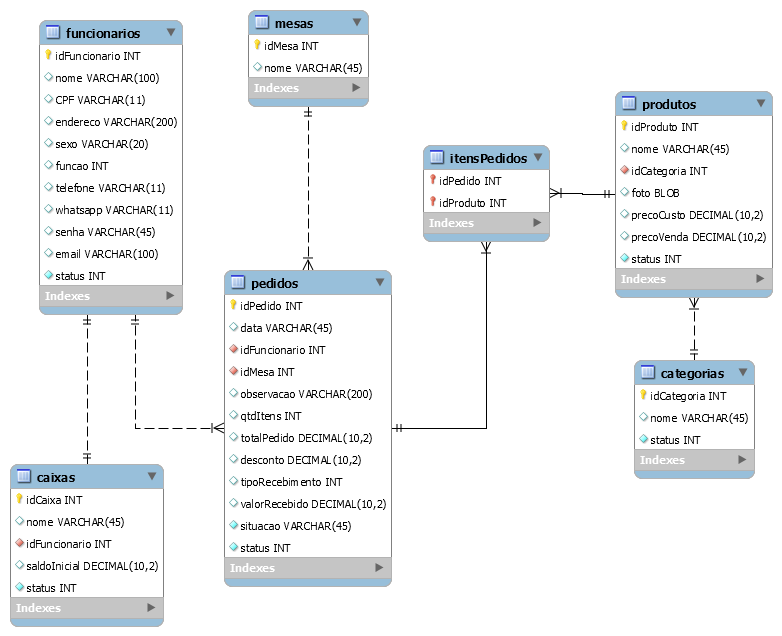 funcionarios
idFuncionario INT
nome VARCHAR(100)
CPF VARCHAR(11)
endereco VARCHAR(200)
sexo VARCHAR(20)
funcao INT
telefone VARCHAR(11)
whatsapp VARCHAR(11)
senha VARCHAR(45)
email VARCHAR(100)
status INT
Indexes
mesas
idMesa INT
nome VARCHAR(45)
Indexes
itensPedidos
idPedido INT
idProduto INT
Indexes
produtos
idProduto INT
nome VARCHAR(45)
idCategoria INT
foto BLOB
precoCusto DECIMAL(10,2)
precoVenda DECIMAL(10,2)
status INT
Indexes
pedidos
idPedido INT
data VARCHAR(45)
idFuncionario INT
idMesa INT
observacao VARCHAR(200)
qtdItens INT
totalPedido DECIMAL(10,2)
desconto DECIMAL(10,2)
tipoRecebimento INT
valorRecebido DECIMAL(10,2)
situacao VARCHAR(45)
status INT
Indexes
categorias
idCategoria INT
nome VARCHAR(45)
status INT
Indexes
caixas
idCaixa INT
nome VARCHAR(45)
idFuncionario INT
saldoInicial DECIMAL(10,2)
status INT
Indexes